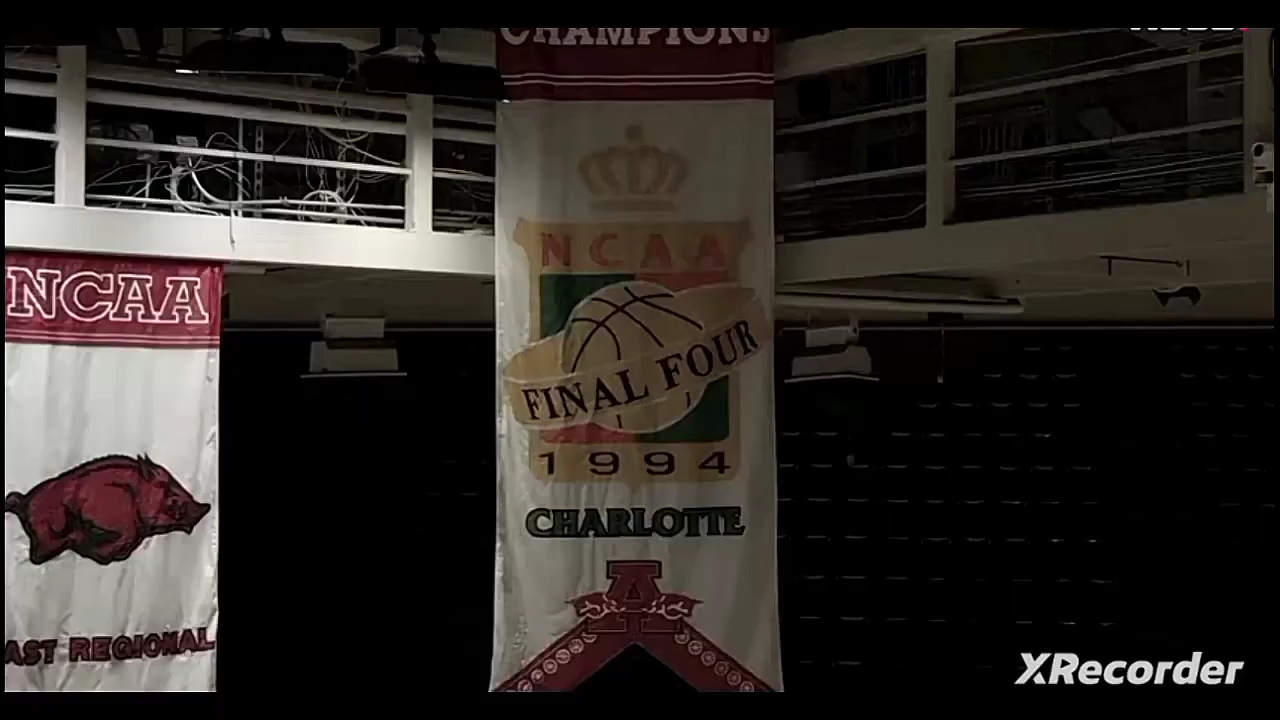 CHAMPIONS
NCAA
FINAL FOUR
1994
CHARLOTTE
A
NCAA
AST REGIONAL
XRecorder